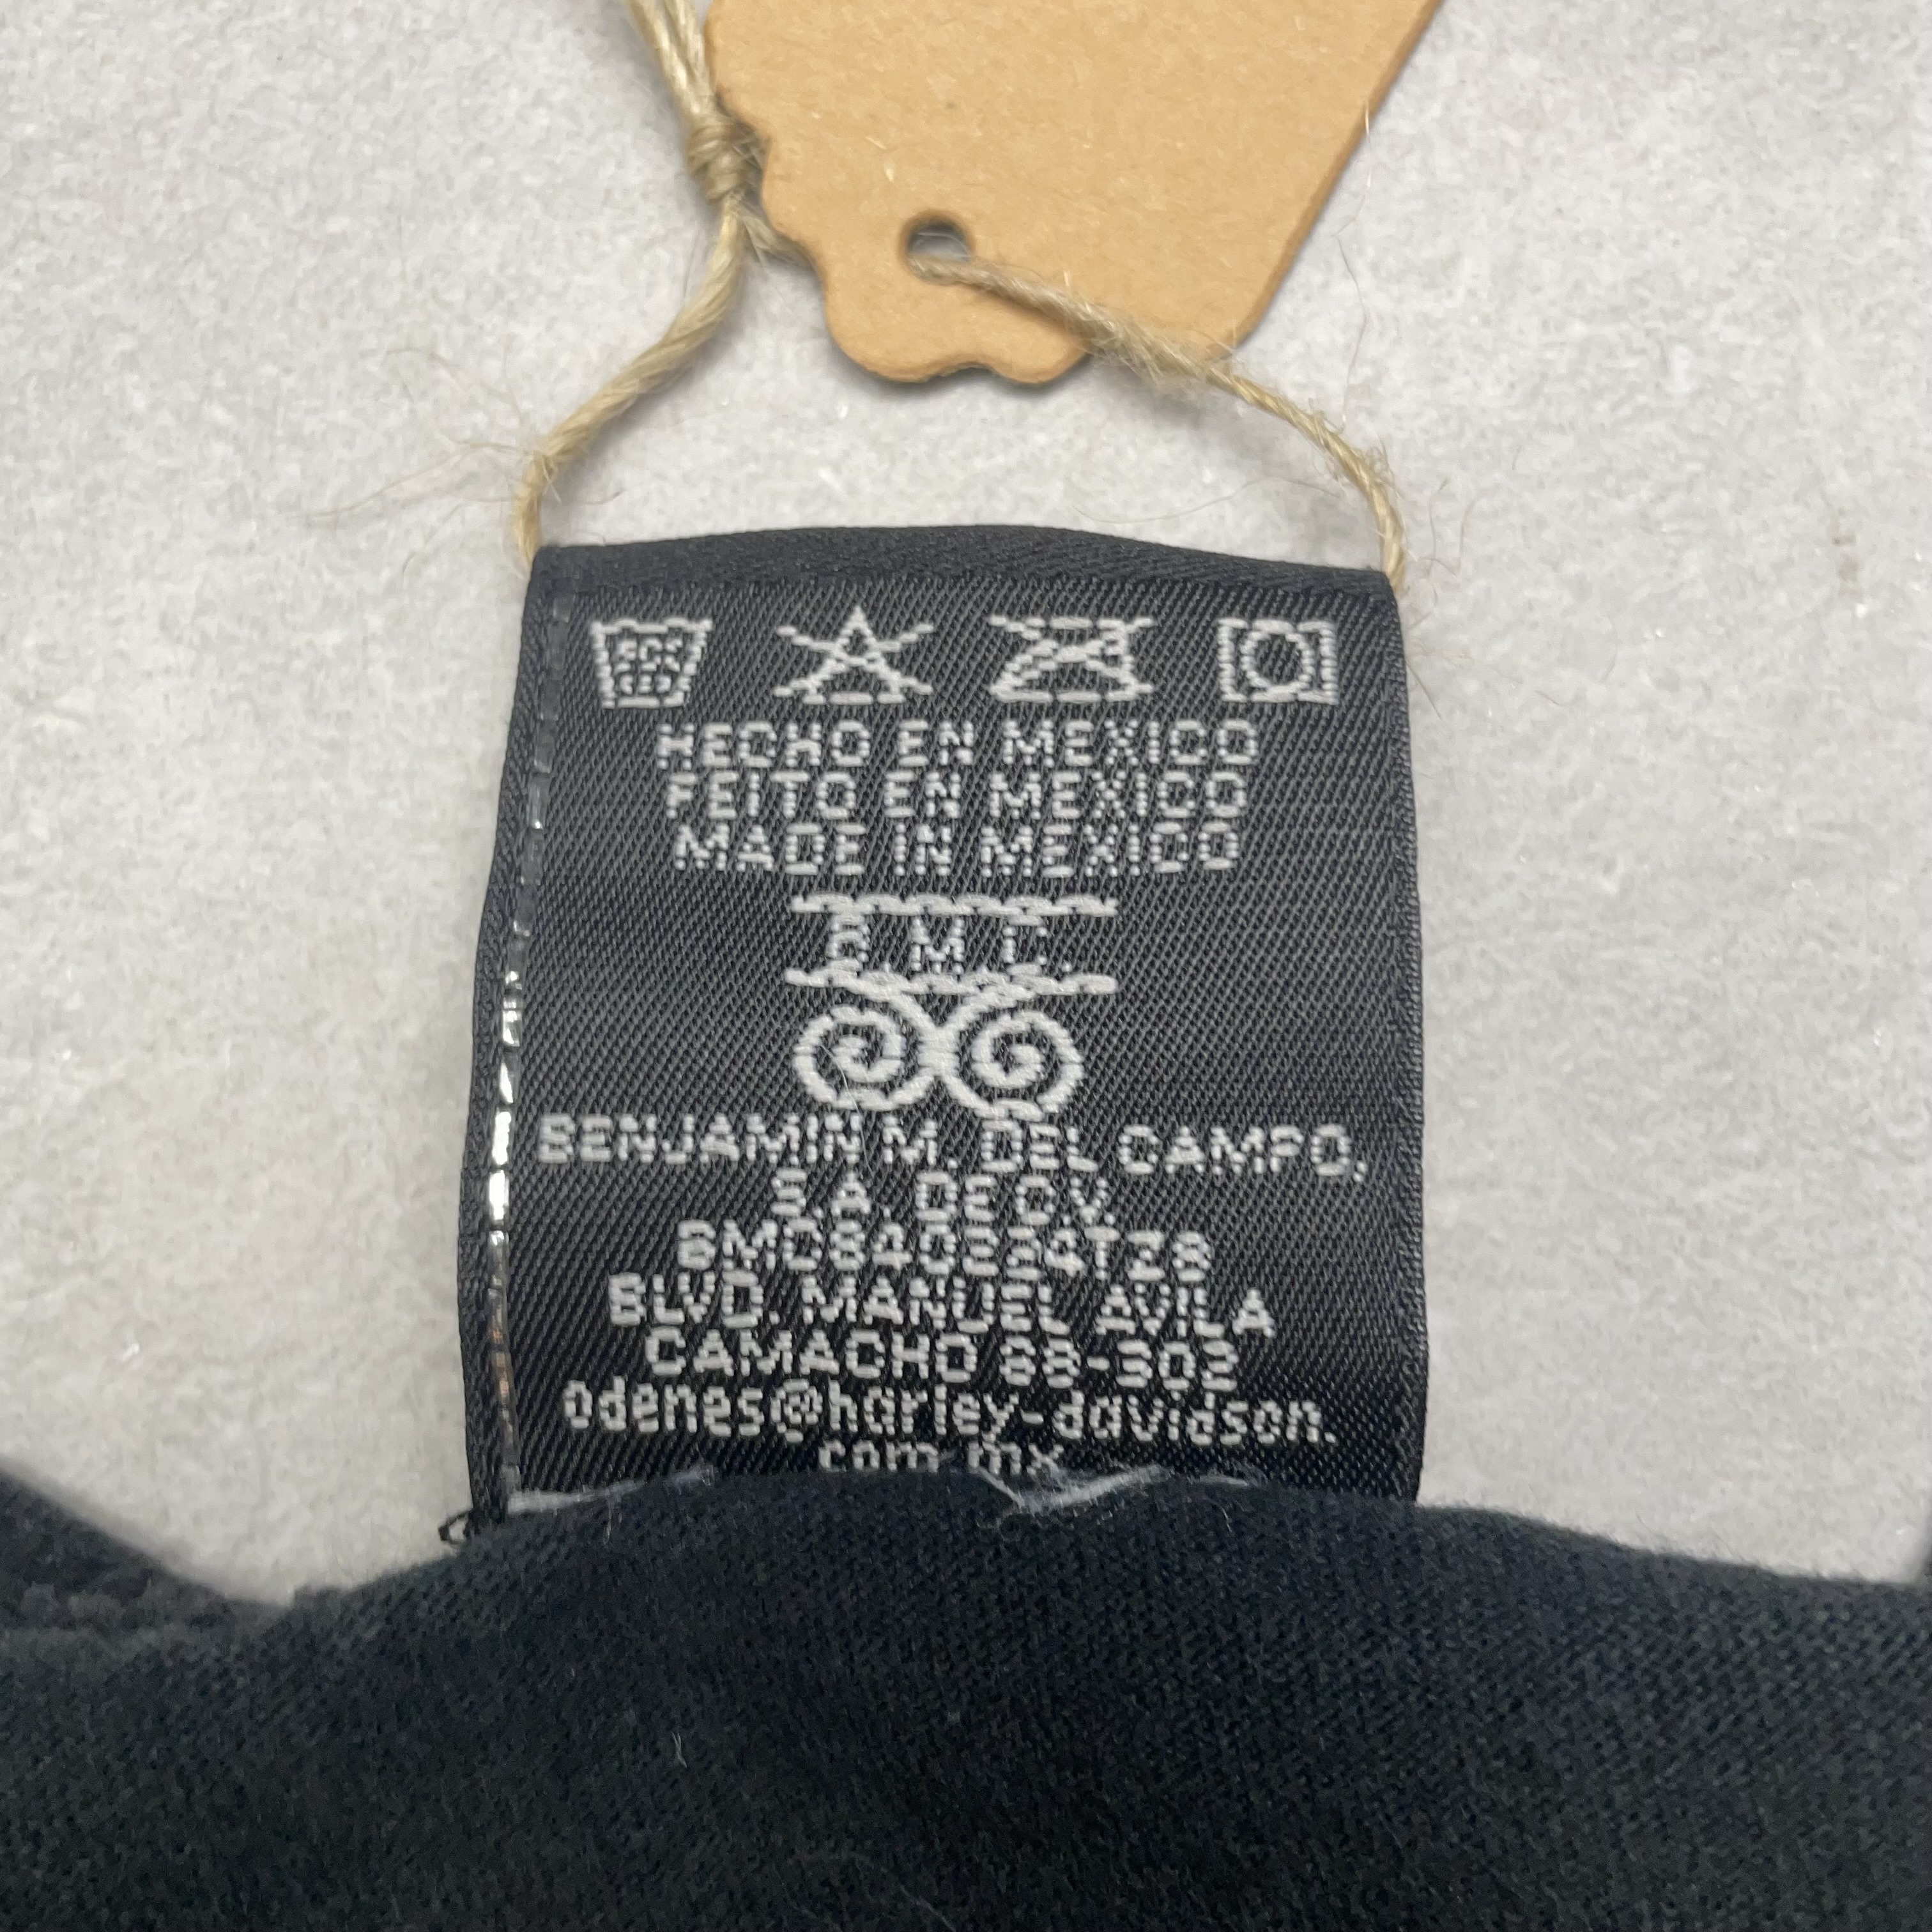 HECHO EN MEXICO
FEITO EN MEXICO
MADE IN MEXICO
BENJAMIN M. DEL CAMPO,
S.A. DE C.V.
BLVD. MANUEL AVILA
CAMACHO 68-302
odenes@harley-davidson.
com.mx